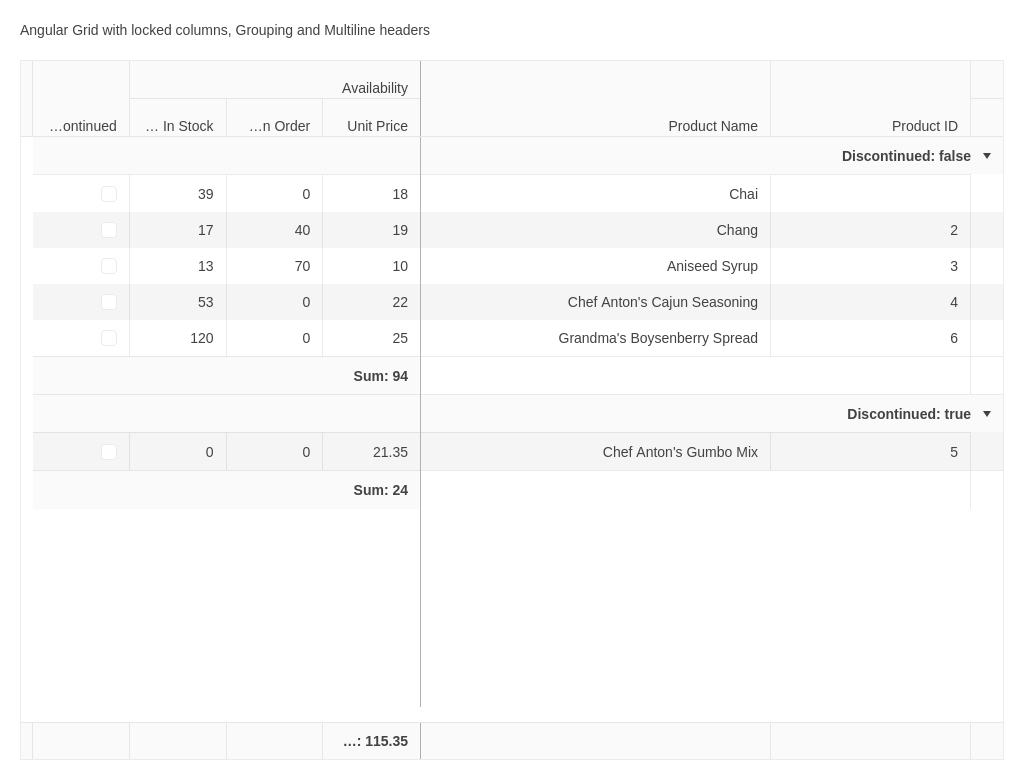 Angular Grid with locked columns, Grouping and Multiline headers
Availability
…ontinued … In Stock …n Order Unit Price Product Name Product ID
Discontinued: false
39 0 18 Chai
17 40 19 Chang 2
13 70 10 Aniseed Syrup 3
53 0 22 Chef Anton's Cajun Seasoning 4
120 0 25 Grandma's Boysenberry Spread 6
Sum: 94
Discontinued: true
0 0 21.35 Chef Anton's Gumbo Mix 5
Sum: 24
…: 115.35